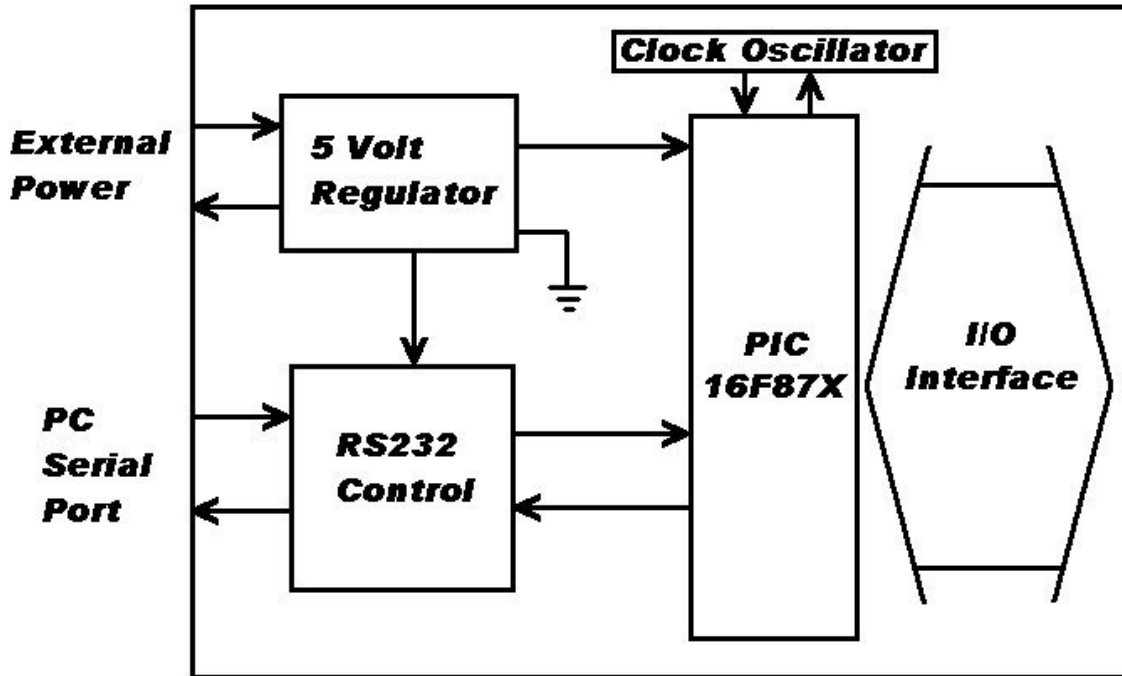 Clock Oscillator
External
Power
5 Volt
Regulator
PIC
16F87X
I/O
Interface
PC
Serial
Port
RS232
Control